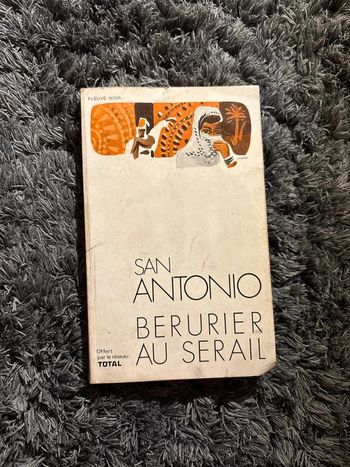 FLEUVE NOIR
SAN
ANTONIO
BERURIER
AU SERAIL
Offert
par le réseau
TOTAL